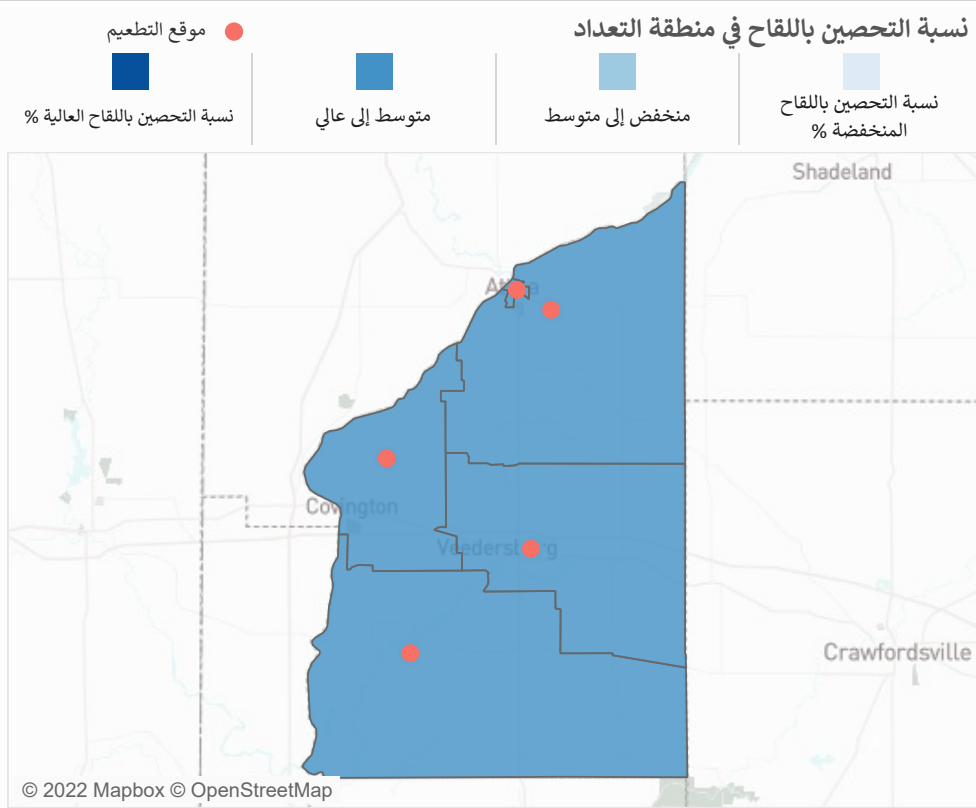 نسبة التحصين باللقاح في منطقة التعداد
موقع التطعيم
نسبة التحصين باللقاح
المنخفضة %
منخفض إلى متوسط
متوسط إلى عالي
نسبة التحصين باللقاح العالية %
Shadeland
Covington
Veedersburg
Crawfordsville
© 2022 Mapbox © OpenStreetMap